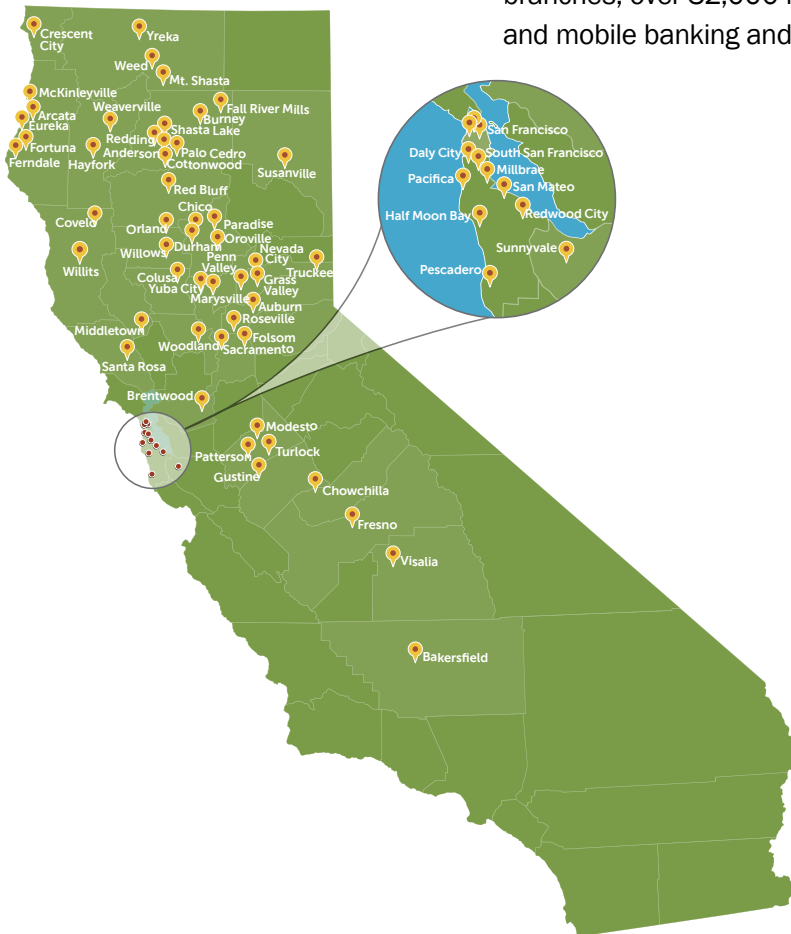 branches, over 32,000
and mobile banking and
Crescent
City
Yreka
Weed
Mt. Shasta
McKinleyville
Arcata
Eureka
Fortuna
Ferndale
Weaverville
Hayfork
Fall River Mills
Burney
Shasta Lake
Redding
Anderson
Palo Cedro
Cottonwood
Susanville
Red Bluff
Covelo
Willits
Chico
Orland
Paradise
Durham
Oroville
Willows
Colusa
Yuba City
Marysville
Penn
Valley
Nevada
City
Grass
Valley
Truckee
Auburn
Roseville
Folsom
Sacramento
Woodland
Middletown
Santa Rosa
Brentwood
San Francisco
Daly City
South San Francisco
Pacifica
Millbrae
San Mateo
Half Moon Bay
Redwood City
Sunnyvale
Pescadero
Modesto
Patterson
Turlock
Gustine
Chowchilla
Fresno
Visalia
Bakersfield